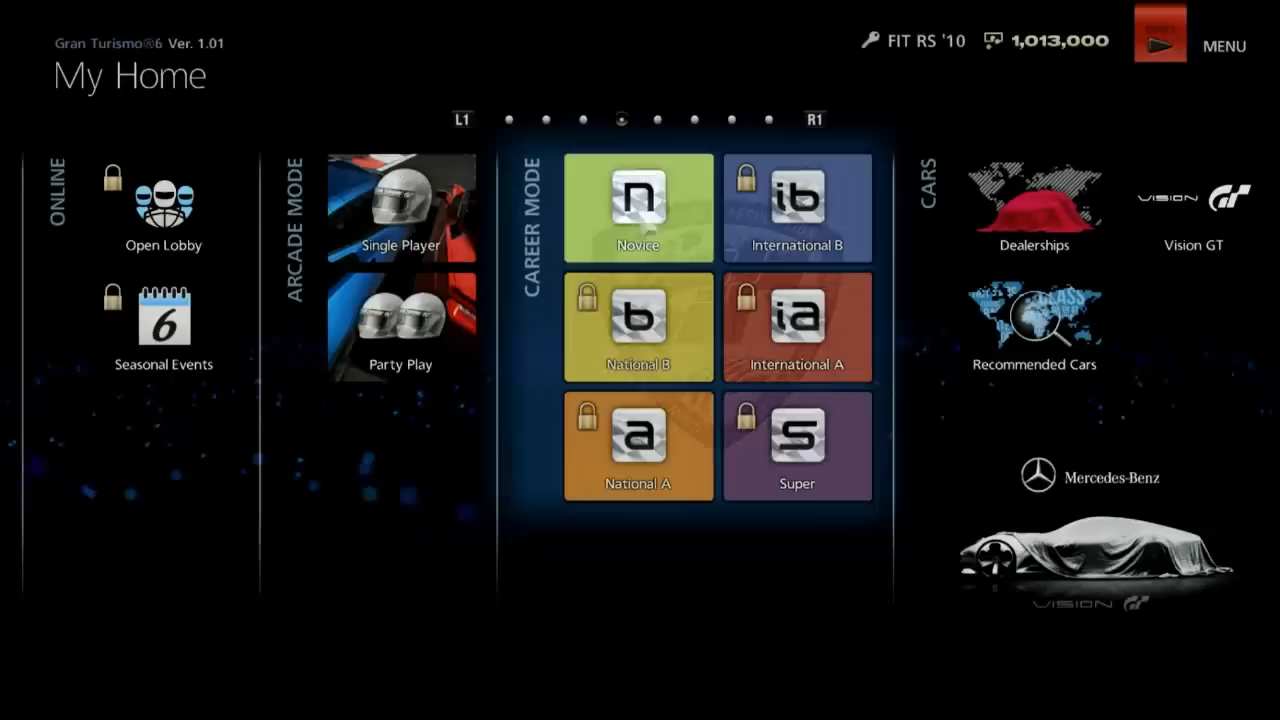 Gran Turismo®6 Ver. 1.01
My Home
FIT RS '10
1,013,000
MENU
L1
R1
ONLINE
Open Lobby
6
Seasonal Events
ARCADE MODE
Single Player
Party Play
CAREER MODE
n
Novice
ib
International B
b
National B
ia
International A
a
National A
S
Super
CARS
Dealerships
VISION GT
Vision GT
CLASS
Recommended Cars
Mercedes-Benz
VISION GT